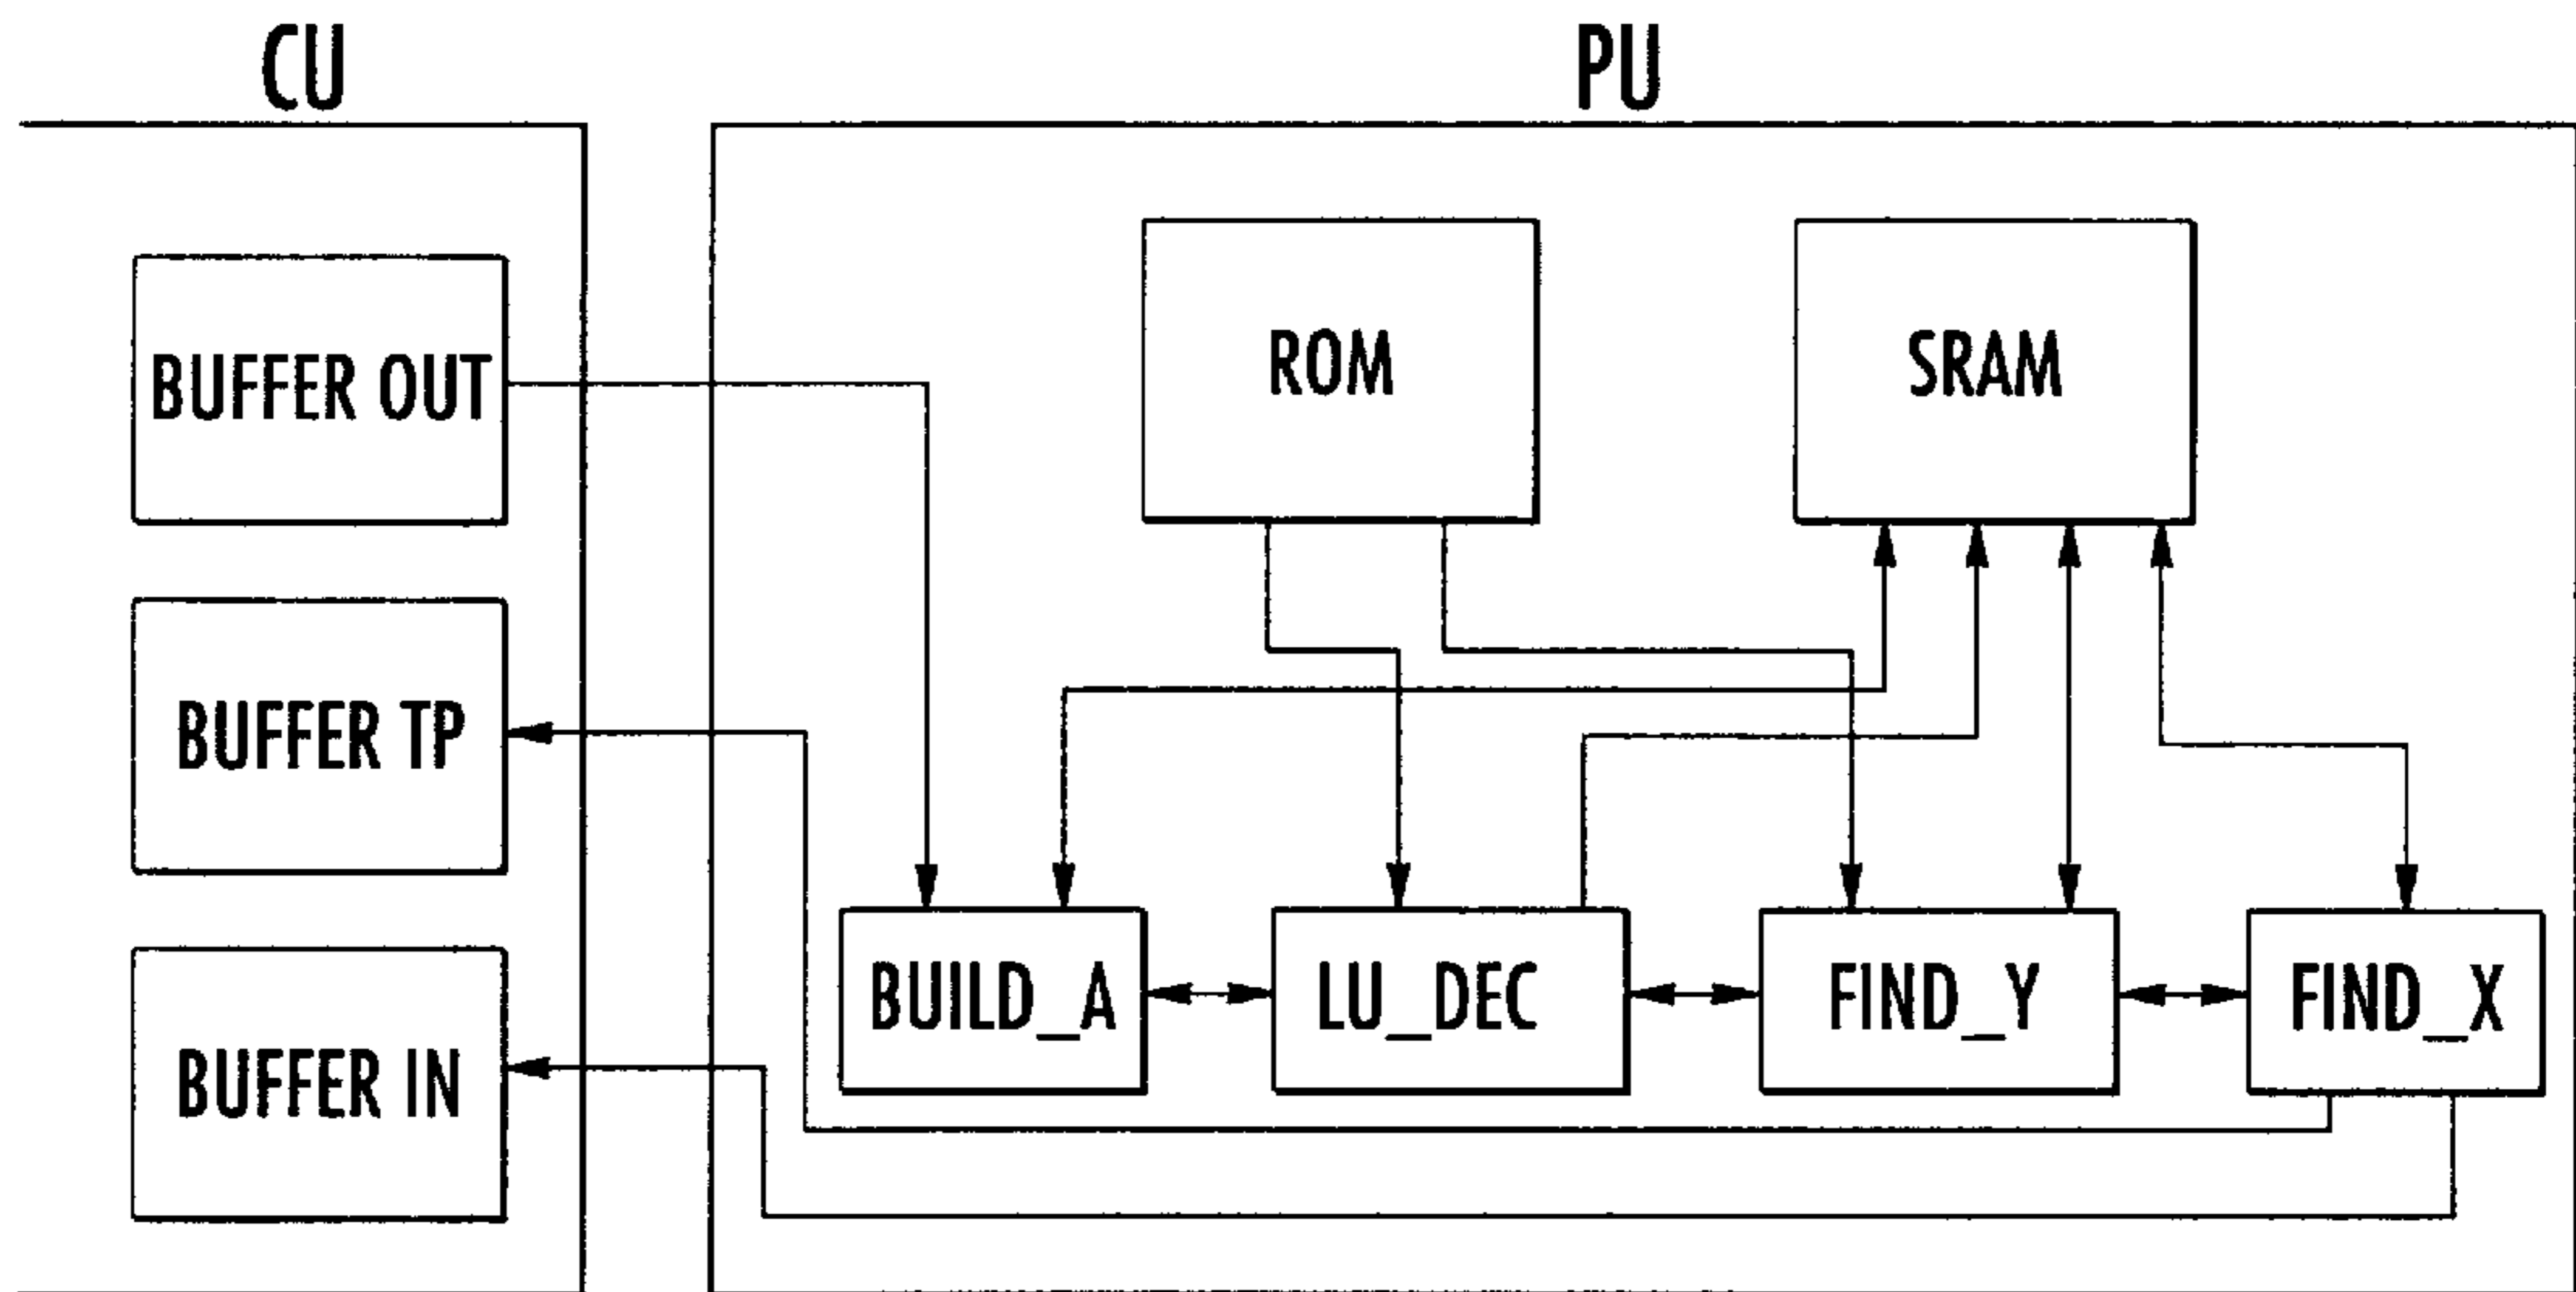 CU
PU
BUFFER OUT
ROM
SRAM
BUFFER TP
BUFFER IN
BUILD_A
LU_DEC
FIND_Y
FIND_X